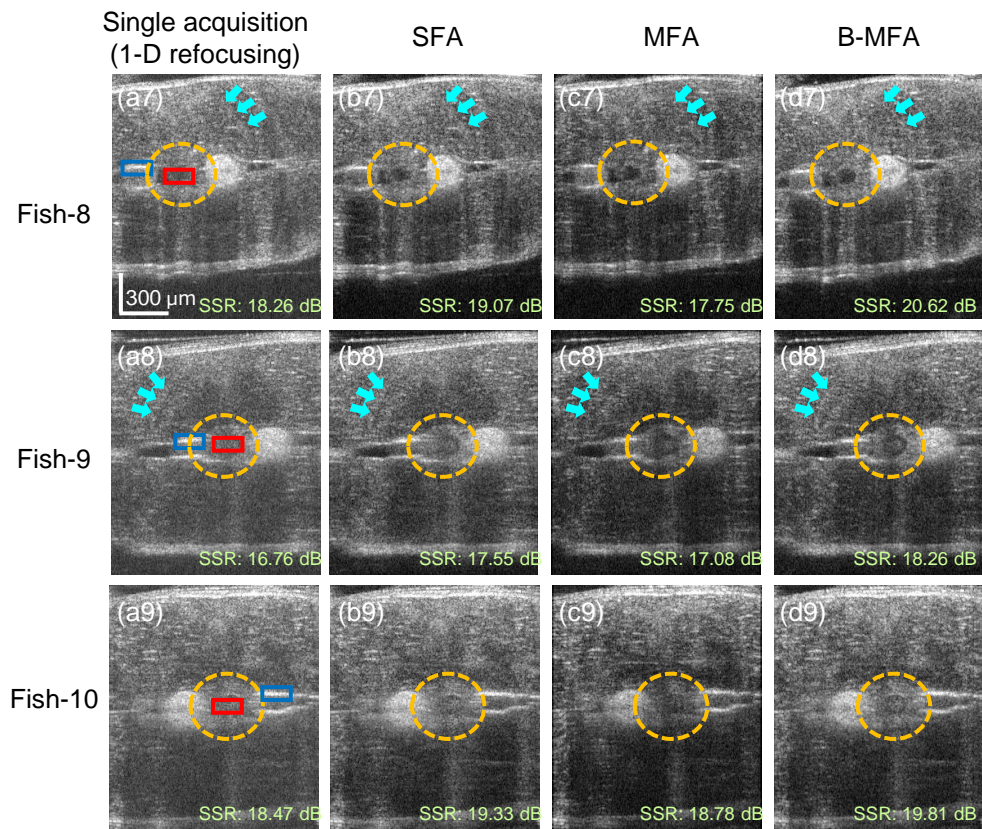 Single acquisition
(1-D refocusing)
SFA
MFA
B-MFA
Fish-8
(a7)
(b7)
(c7)
(d7)
300 µm
SSR: 18.26 dB
SSR: 19.07 dB
SSR: 17.75 dB
SSR: 20.62 dB
Fish-9
(a8)
(b8)
(c8)
(d8)
SSR: 16.76 dB
SSR: 17.55 dB
SSR: 17.08 dB
SSR: 18.26 dB
Fish-10
(a9)
(b9)
(c9)
(d9)
SSR: 18.47 dB
SSR: 19.33 dB
SSR: 18.78 dB
SSR: 19.81 dB